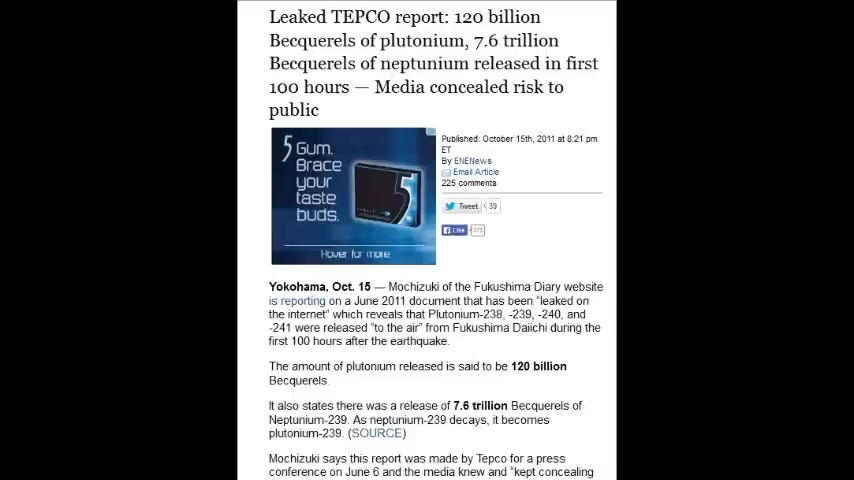 Leaked TEPCO report: 120 billion
Becquerels of plutonium, 7.6 trillion
Becquerels of neptunium released in first
100 hours — Media concealed risk to
public
5 Gum.
Brace
your
taste
buds.
5
Hover for more
Published: October 15th, 2011 at 8:21 pm
ET
By ENENews
Email Article
225 comments
Tweet 39
Like
Yokohama, Oct. 15 — Mochizuki of the Fukushima Diary website
is reporting on a June 2011 document that has been “leaked on
the internet” which reveals that Plutonium-238, -239, -240, and
-241 were released “to the air” from Fukushima Daiichi during the
first 100 hours after the earthquake.
The amount of plutonium released is said to be 120 billion
Becquerels.
It also states there was a release of 7.6 trillion Becquerels of
Neptunium-239. As neptunium-239 decays, it becomes
plutonium-239. (SOURCE)
Mochizuki says this report was made by Tepco for a press
conference on June 6 and the media knew and “kept concealing